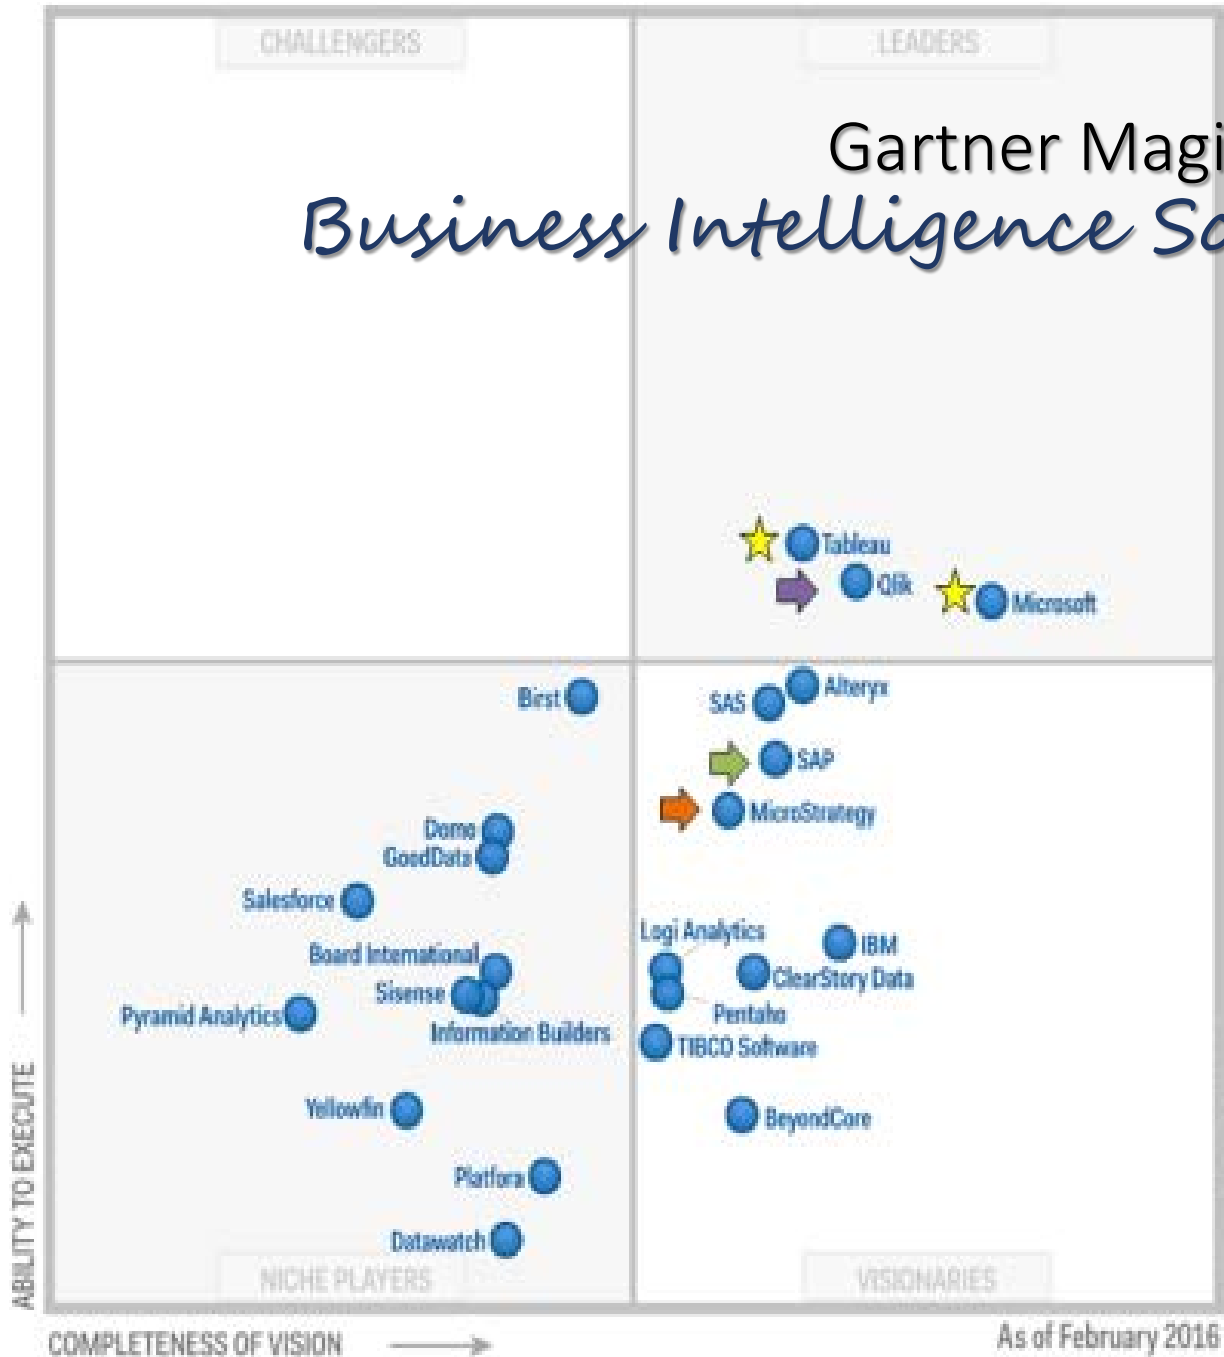 CHALLENGERS
LEADERS
Gartner Magi
Business Intelligence So
Tableau
Qlik
Microsoft
Birst
SAS
Alteryx
SAP
MicroStrategy
Domo
GoodData
Salesforce
Logi Analytics
IBM
Board International
ClearStory Data
Sisense
Pyramid Analytics
Pentaho
Information Builders
TIBCO Software
Yellowfin
BeyondCore
Platfora
Datawatch
ABILITY TO EXECUTE
NICHE PLAYERS
VISIONARIES
COMPLETENESS OF VISION
As of February 2016